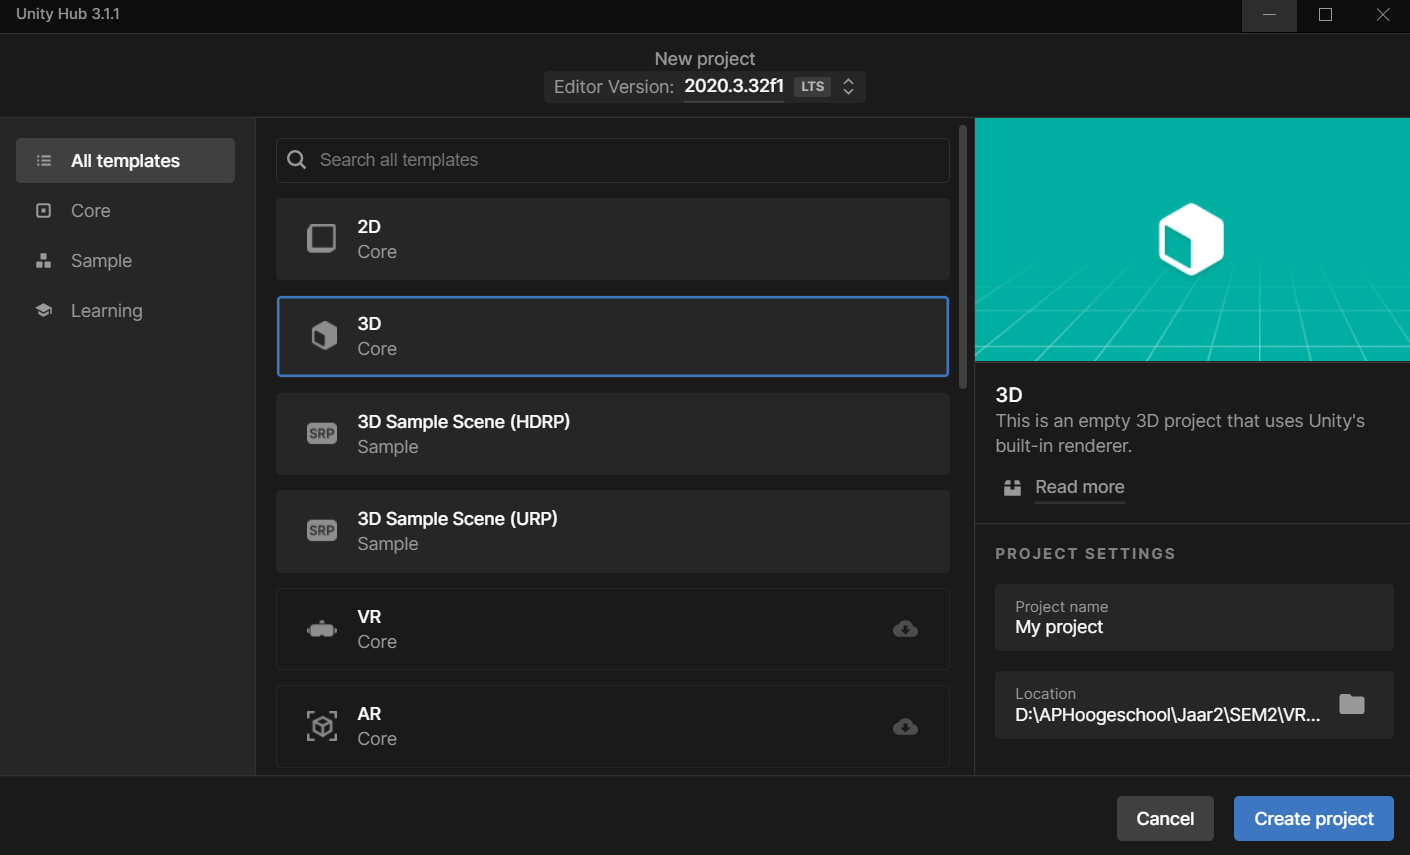 Unity Hub 3.1.1
New project
Editor Version: 2020.3.32f1 LTS
All templates
Core
Sample
Learning
Search all templates
2D
Core
3D
Core
SRP
3D Sample Scene (HDRP)
Sample
SRP
3D Sample Scene (URP)
Sample
VR
Core
AR
Core
3D
This is an empty 3D project that uses Unity's
built-in renderer.
Read more
PROJECT SETTINGS
Project name
My project
Location
D:\APHoogeschool\Jaar2\SEM2\VR...
Cancel
Create project